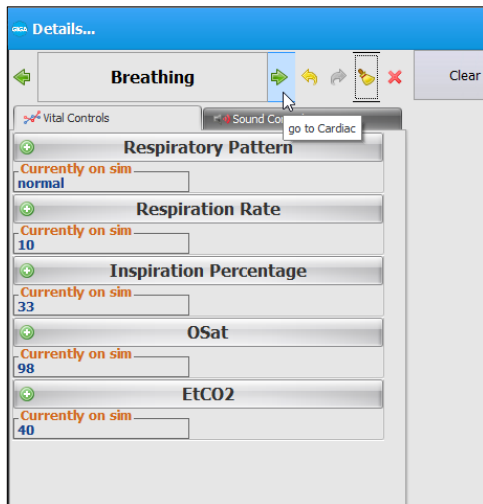 GIGA Details...
Breathing
Clear
Vital Controls
Sound Co
go to Cardiac
Respiratory Pattern
Currently on sim
normal
Respiration Rate
Currently on sim
10
Inspiration Percentage
Currently on sim
33
OSat
Currently on sim
98
EtCO2
Currently on sim
40